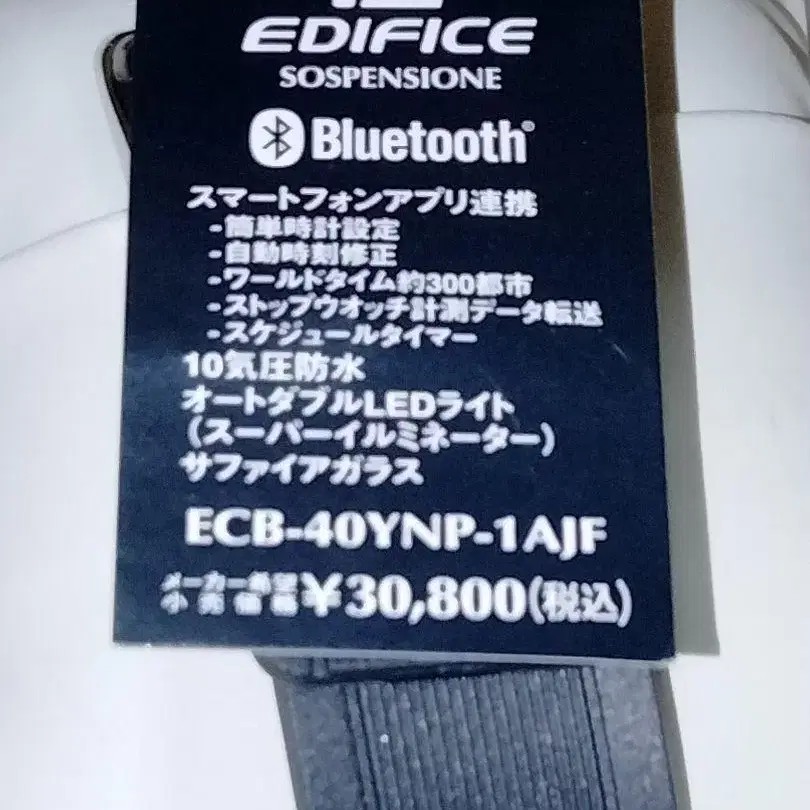 EDIFICE
SOSPENSIONE
Bluetooth®
スマートフォンアプリ連携
-簡単時計設定
-自動時刻修正
-ワールドタイム約300都市
-ストップウオッチ計測データ転送
-スケジュールタイマー
10気圧防水
オートダブルLEDライト
(スーパーイルミネーター)
サファイアガラス
ECB-40YNP-1AJF
メーカー希望
小売価格 ¥30,800(税込)